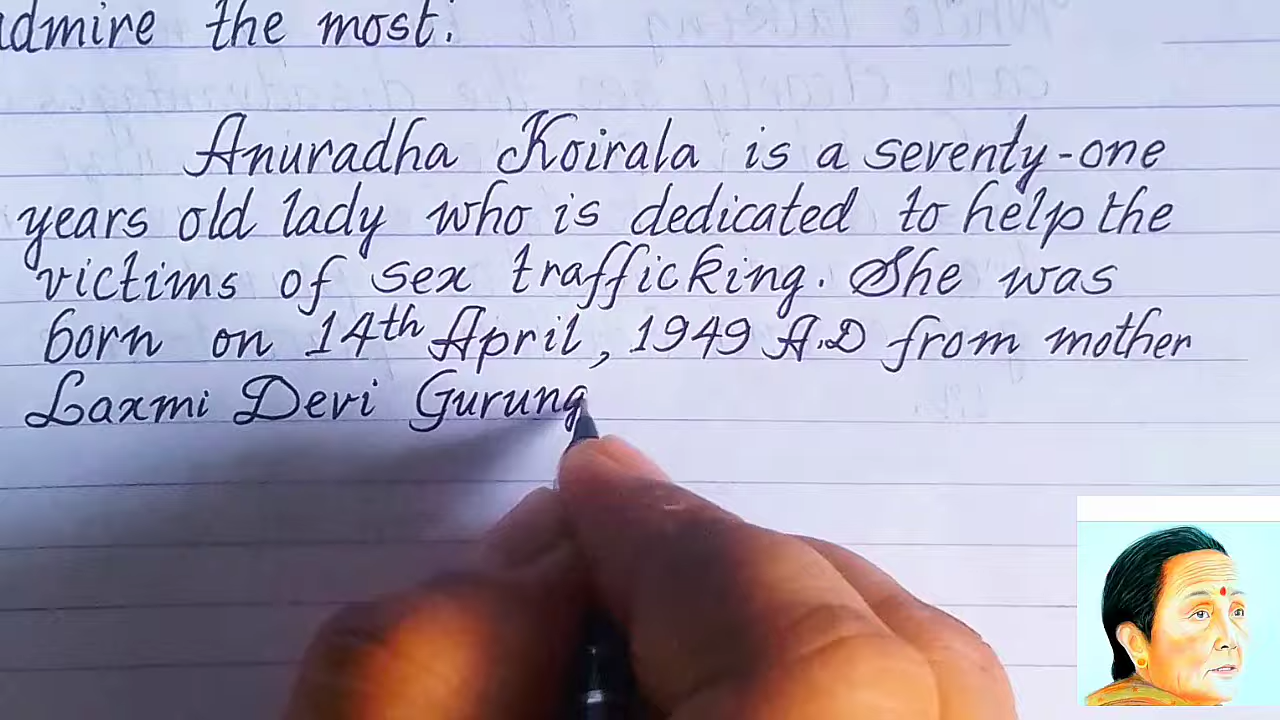 admire the most.
Anuradha Koirala is a seventy-one
years old lady who is dedicated to help the
victims of sex trafficking. She was
born on 14th April, 1949 A.D from mother
Laxmi Devi Gurung